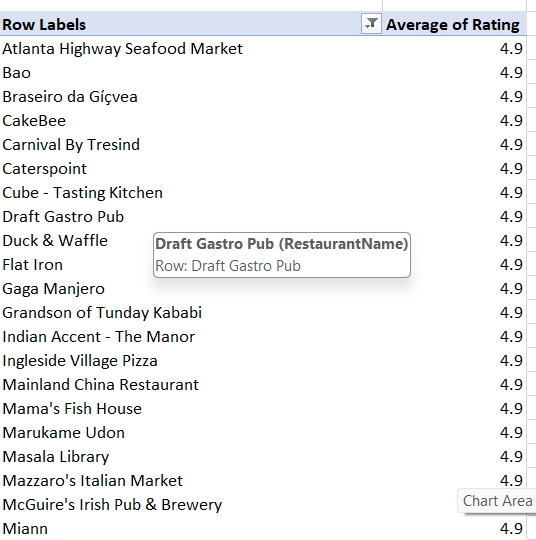 Row Labels Average of Rating
Atlanta Highway Seafood Market 4.9
Bao 4.9
Braseiro da Gíçvea 4.9
CakeBee 4.9
Carnival By Tresind 4.9
Caterspoint 4.9
Cube - Tasting Kitchen 4.9
Draft Gastro Pub 4.9
Duck & Waffle 4.9
Draft Gastro Pub (RestaurantName)
Row: Draft Gastro Pub
Flat Iron 4.9
Gaga Manjero 4.9
Grandson of Tunday Kababi 4.9
Indian Accent - The Manor 4.9
Ingleside Village Pizza 4.9
Mainland China Restaurant 4.9
Mama's Fish House 4.9
Marukame Udon 4.9
Masala Library 4.9
Mazzaro's Italian Market 4.9
McGuire's Irish Pub & Brewery
Chart Area
Miann 4.9